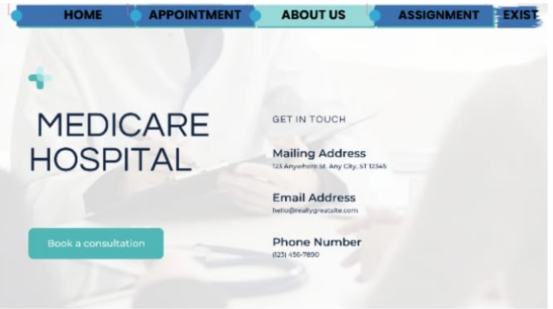 HOME APPOINTMENT ABOUT US ASSIGNMENT EXIST
MEDICARE
HOSPITAL
Book a consultation
GET IN TOUCH
Mailing Address
123 Anywhere St. Any City, ST 12345
Email Address
hello@reallygreatsite.com
Phone Number
(123) 456-7890